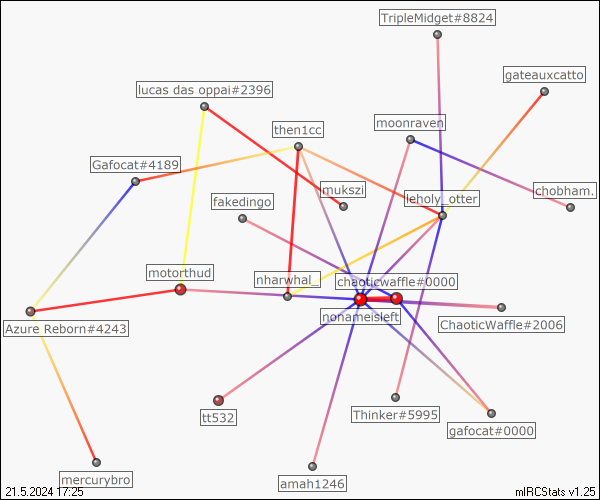 TripleMidget#8824
gateauxcatto
lucas das oppai#2396
moonraven
then1cc
Gafocat#4189
mukszi
chobham.
fakedingo
leholy_otter
motorthud
nharwhal_
chaoticwaffle#0000
nonameisleft
ChaoticWaffle#2006
Azure Reborn#4243
tt532
Thinker#5995
gafocat#0000
mercurybro
amah1246
21.5.2024 17:25
mIRCStats v1.25